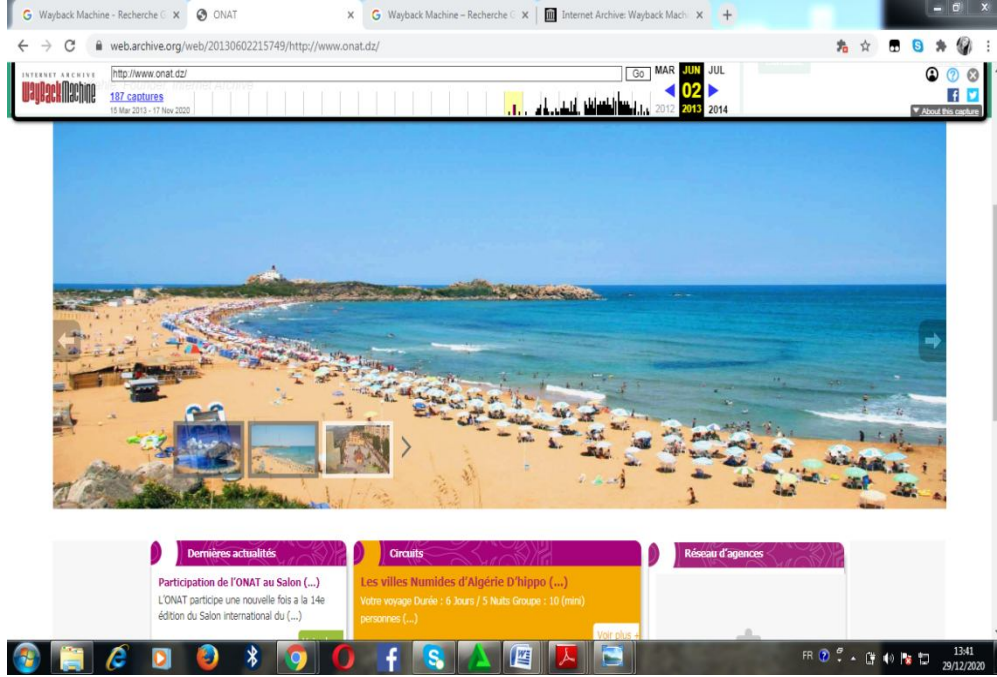 Wayback Machine - Recherche G
ONAT
Wayback Machine – Recherche G
Internet Archive: Wayback Mach
web.archive.org/web/20130602215749/http://www.onat.dz/
INTERNET ARCHIVE
WayBackMachine
http://www.onat.dz/
Go
MAR JUN JUL
187 captures
02
15 Mar 2013 - 17 Nov 2020
2012 2013 2014
About this capture
Dernières actualités
Circuits
Réseau d'agences
Participation de l'ONAT au Salon (...)
L'ONAT participe une nouvelle fois a la 14e
édition du Salon international du (...)
Les villes Numides d'Algérie D'hippo (...)
Votre voyage Durée : 6 Jours / 5 Nuits Groupe : 10 (mini)
personnes (...)
Voir plus +
FR
13:41
29/12/2020